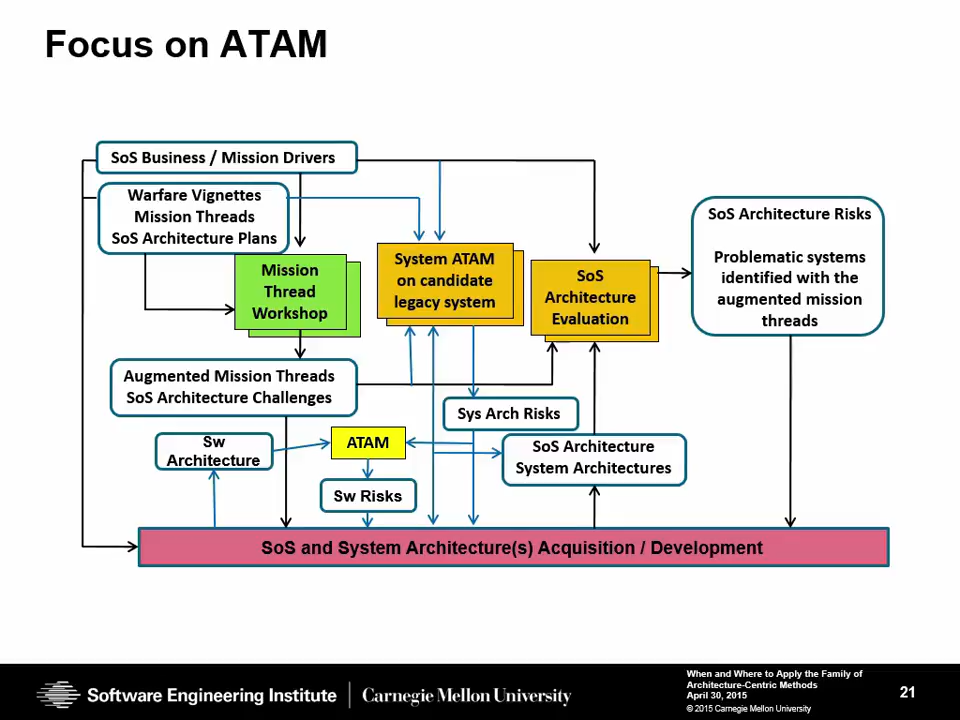 Focus on ATAM
SoS Business / Mission Drivers
Warfare Vignettes
Mission Threads
SoS Architecture Plans
Mission
Thread
Workshop
System ATAM
on candidate
legacy system
SoS
Architecture
Evaluation
SoS Architecture Risks
Problematic systems
identified with the
augmented mission
threads
Augmented Mission Threads
SoS Architecture Challenges
Sys Arch Risks
Sw
Architecture
ATAM
SoS Architecture
System Architectures
Sw Risks
SoS and System Architecture(s) Acquisition / Development
Software Engineering Institute
Carnegie Mellon University
When and Where to Apply the Family of
Architecture-Centric Methods
April 30, 2015
© 2015 Carnegie Mellon University
21